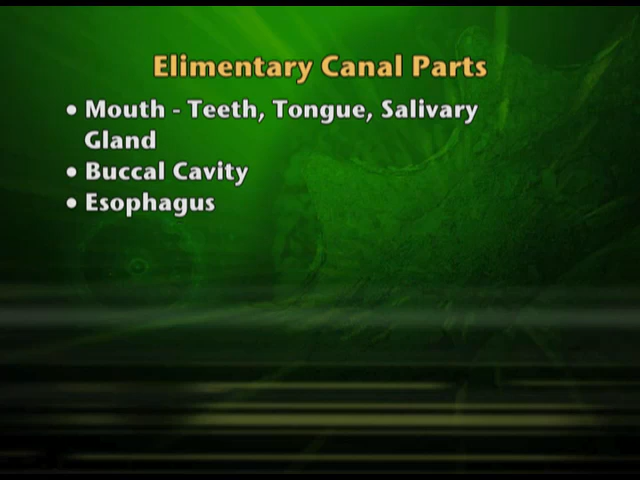 Elimentary Canal Parts
• Mouth - Teeth, Tongue, Salivary
Gland
• Buccal Cavity
• Esophagus